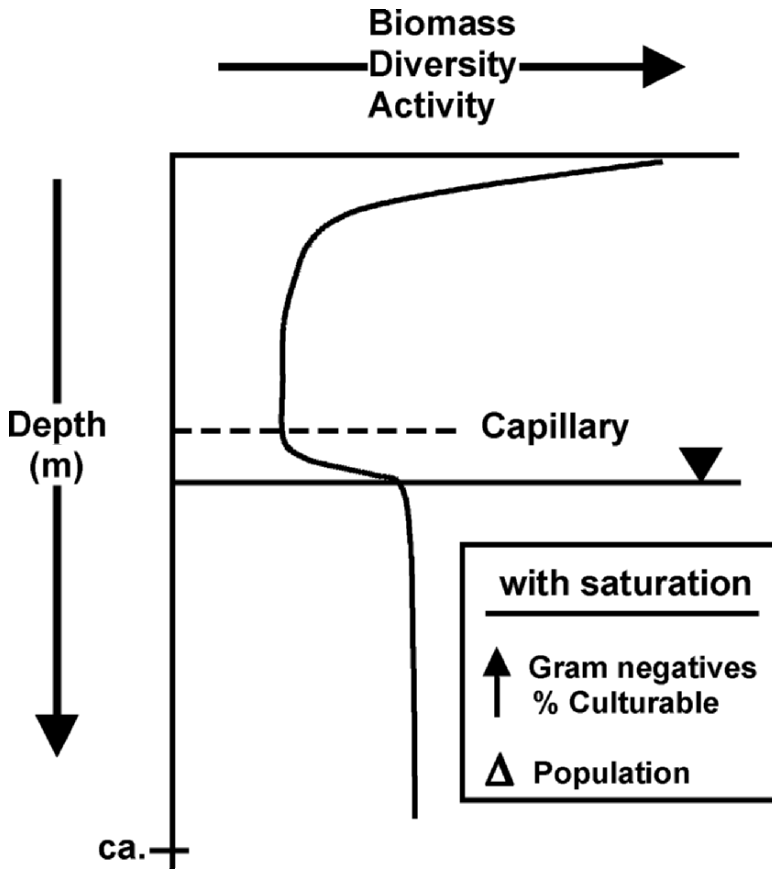 Biomass
Diversity
Activity
Depth
(m)
Capillary
with saturation
Gram negatives
% Culturable
Δ Population
ca.